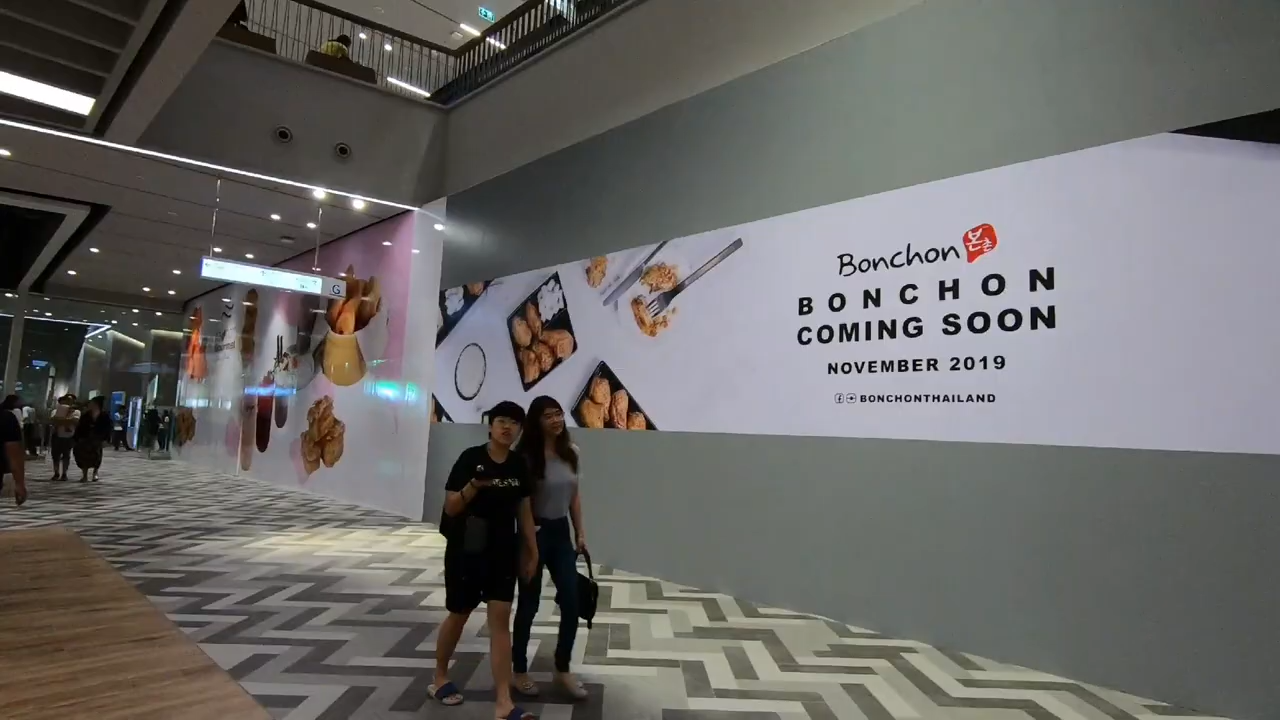 Bonchon 본촌
BONCHON
COMING SOON
NOVEMBER 2019
BONCHONTHAILAND
G